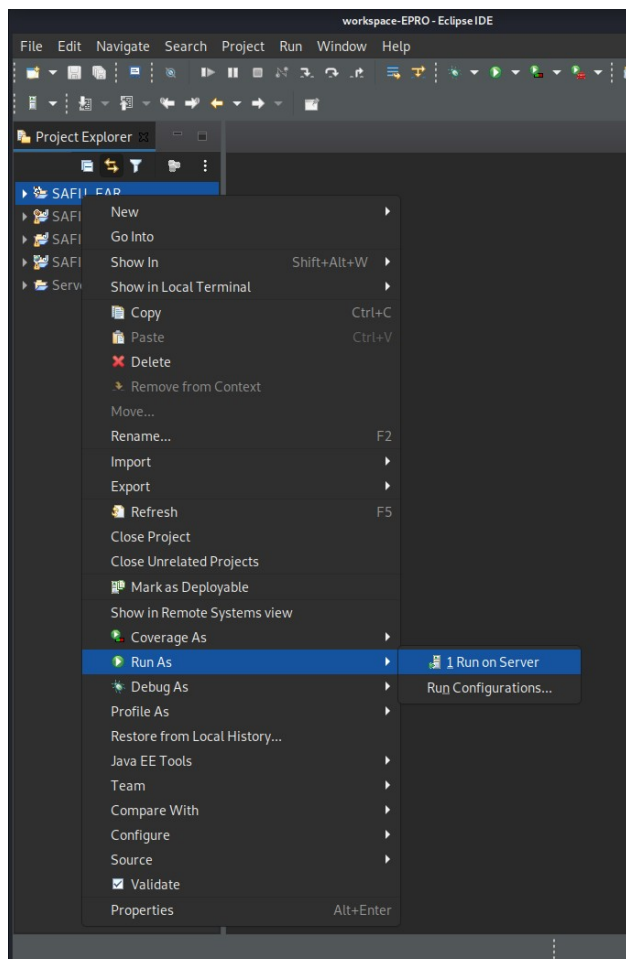 workspace-EPRO - Eclipse IDE
File Edit Navigate Search Project Run Window Help
Project Explorer
SAFI
SAFI
SAFI
SAFI
Serv
New
Go Into
Show In Shift+Alt+W
Show in Local Terminal
Copy Ctrl+C
Paste Ctrl+V
Delete
Remove from Context
Move...
Rename... F2
Import
Export
Refresh F5
Close Project
Close Unrelated Projects
Mark as Deployable
Show in Remote Systems view
Coverage As
Run As
1 Run on Server
Debug As
Run Configurations...
Profile As
Restore from Local History...
Java EE Tools
Team
Compare With
Configure
Source
Validate
Properties Alt+Enter